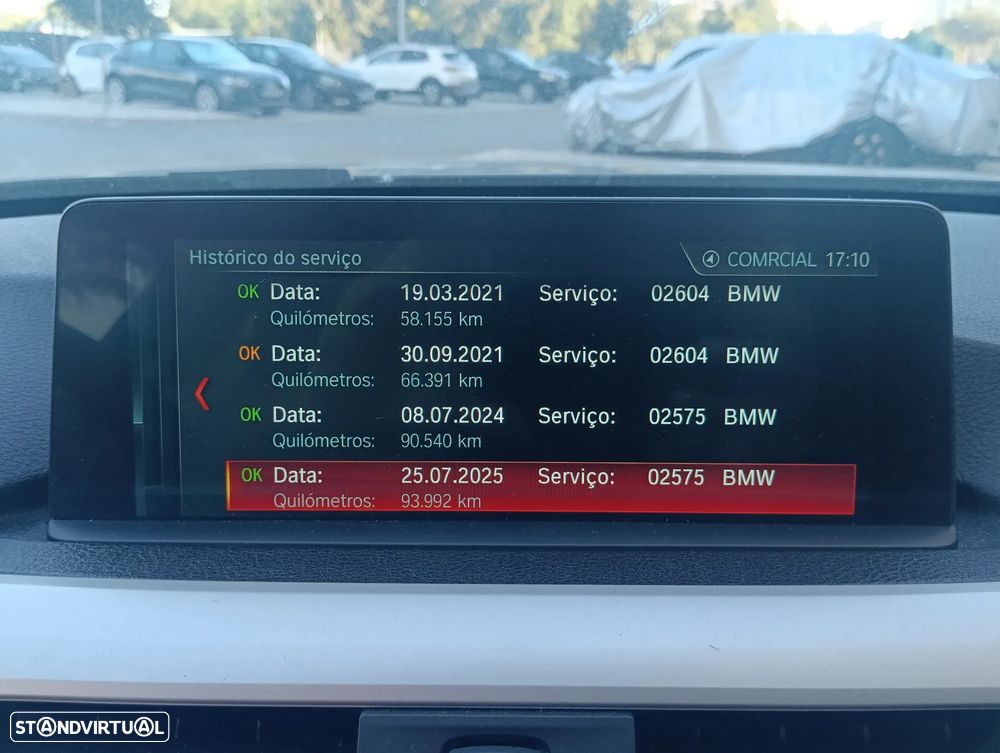 Histórico do serviço
COMRCIAL 17:10
OK Data: 19.03.2021 Serviço: 02604 BMW
Quilómetros: 58.155 km
OK Data: 30.09.2021 Serviço: 02604 BMW
Quilómetros: 66.391 km
OK Data: 08.07.2024 Serviço: 02575 BMW
Quilómetros: 90.540 km
OK Data: 25.07.2025 Serviço: 02575 BMW
Quilómetros: 93.992 km
STANDVIRTUAL